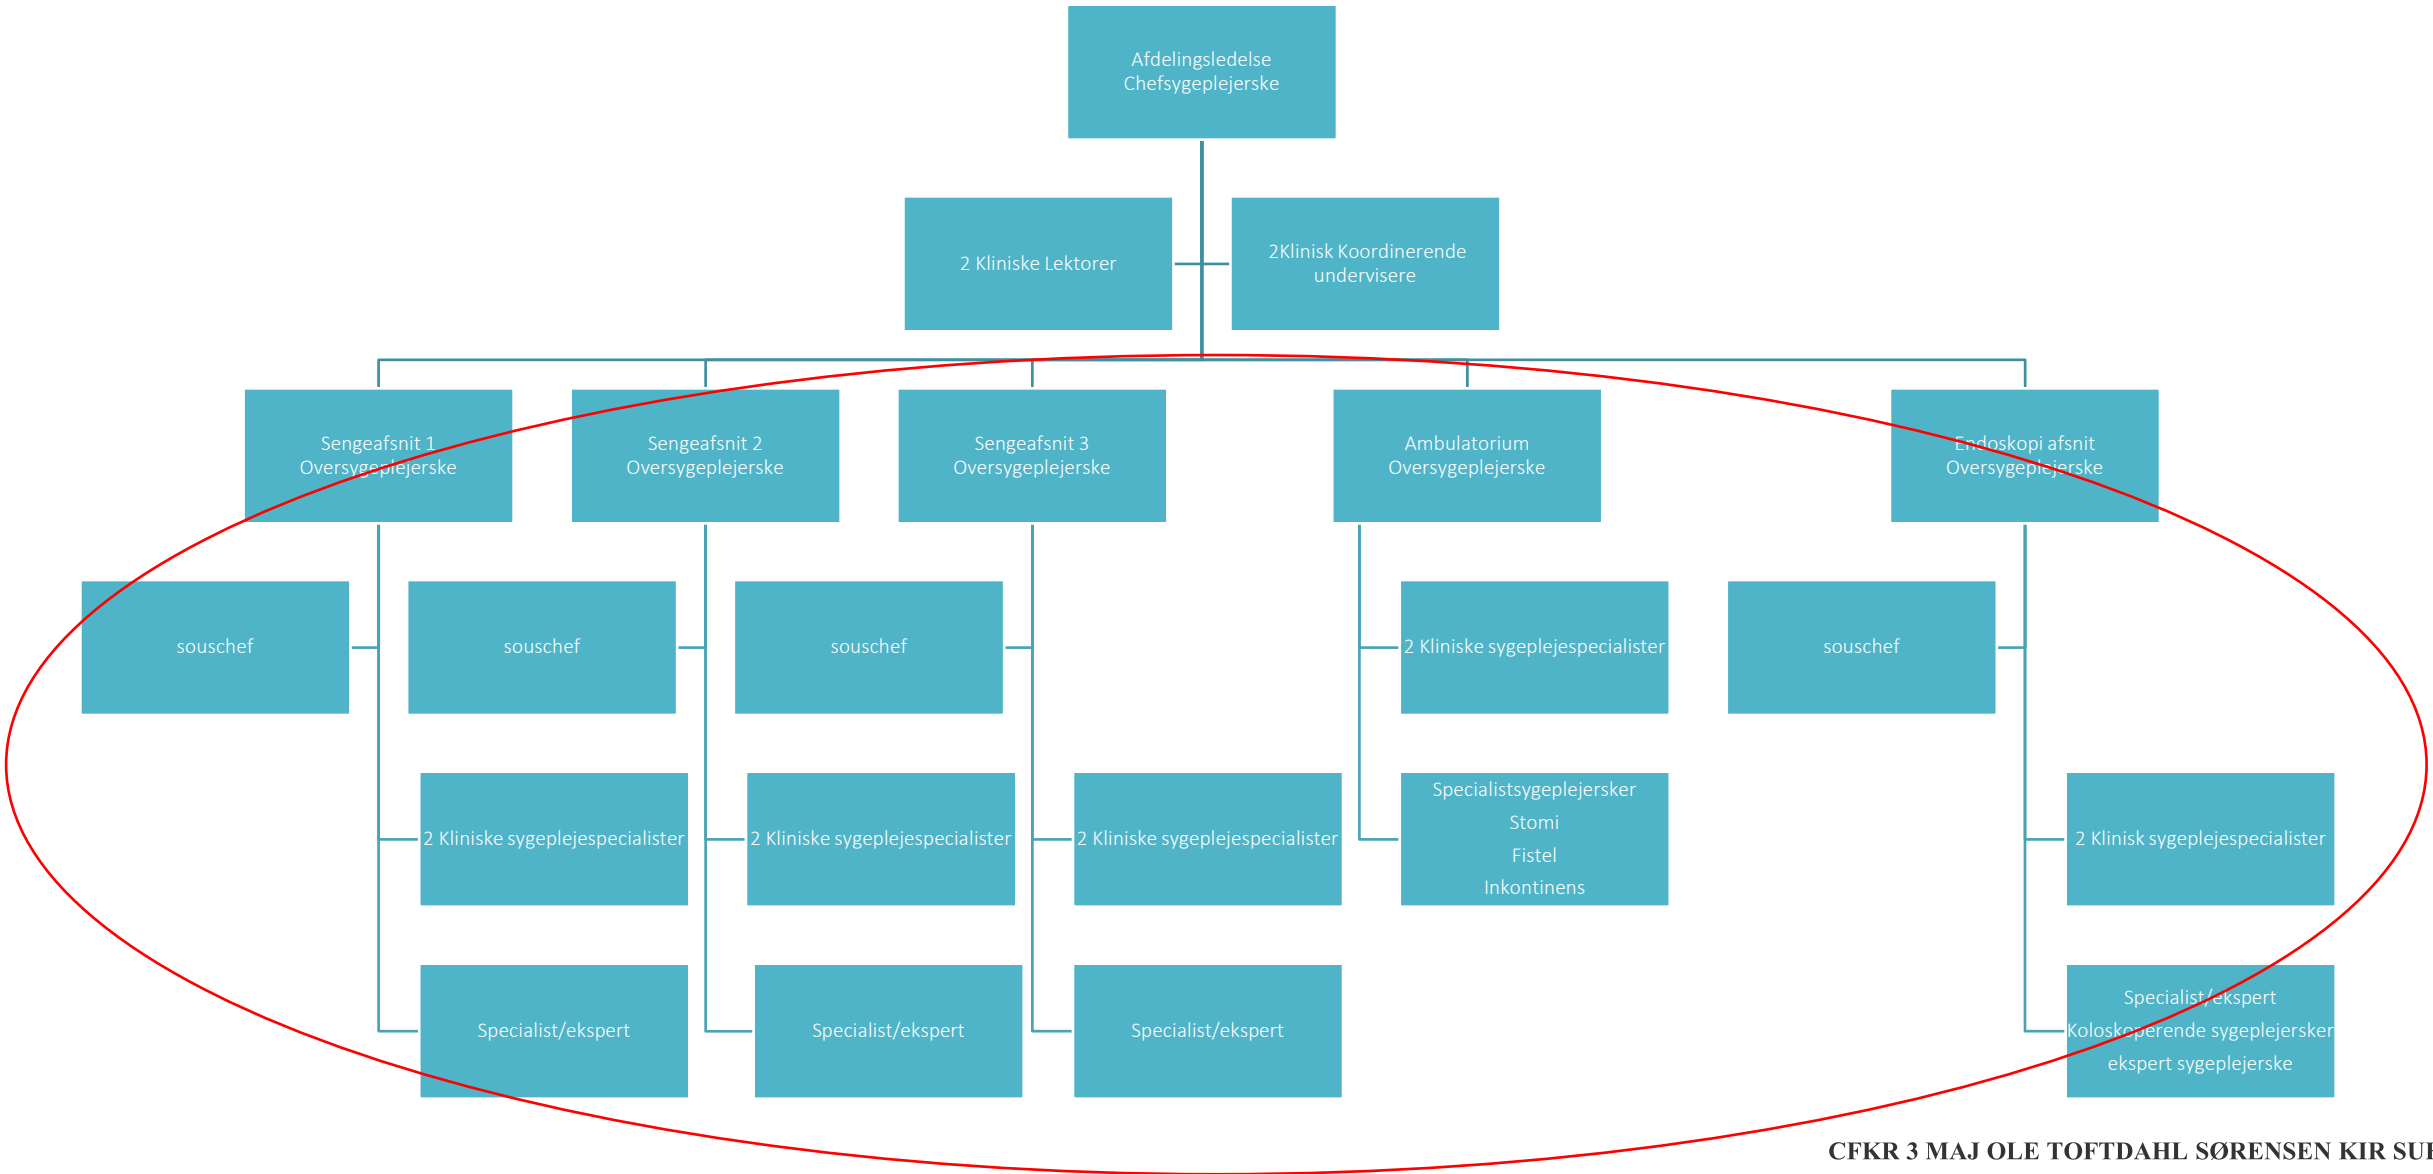 Afdelingsledelse
Chefsygeplejerske
2 Kliniske Lektorer
2Klinisk Koordinerende
undervisere
Sengeafsnit 1
Oversygeplejerske
Sengeafsnit 2
Oversygeplejerske
Sengeafsnit 3
Oversygeplejerske
Ambulatorium
Oversygeplejerske
Endoskopi afsnit
Oversygeplejerske
souschef
souschef
souschef
2 Kliniske sygeplejespecialister
souschef
2 Kliniske sygeplejespecialister
2 Kliniske sygeplejespecialister
2 Kliniske sygeplejespecialister
Specialistsygeplejersker
Stomi
Fistel
Inkontinens
2 Klinisk sygeplejespecialister
Specialist/ekspert
Specialist/ekspert
Specialist/ekspert
Specialist/ekspert
Koloskoperende sygeplejersker
ekspert sygeplejerske
CFKR 3 MAJ OLE TOFTDAHL SØRENSEN KIR